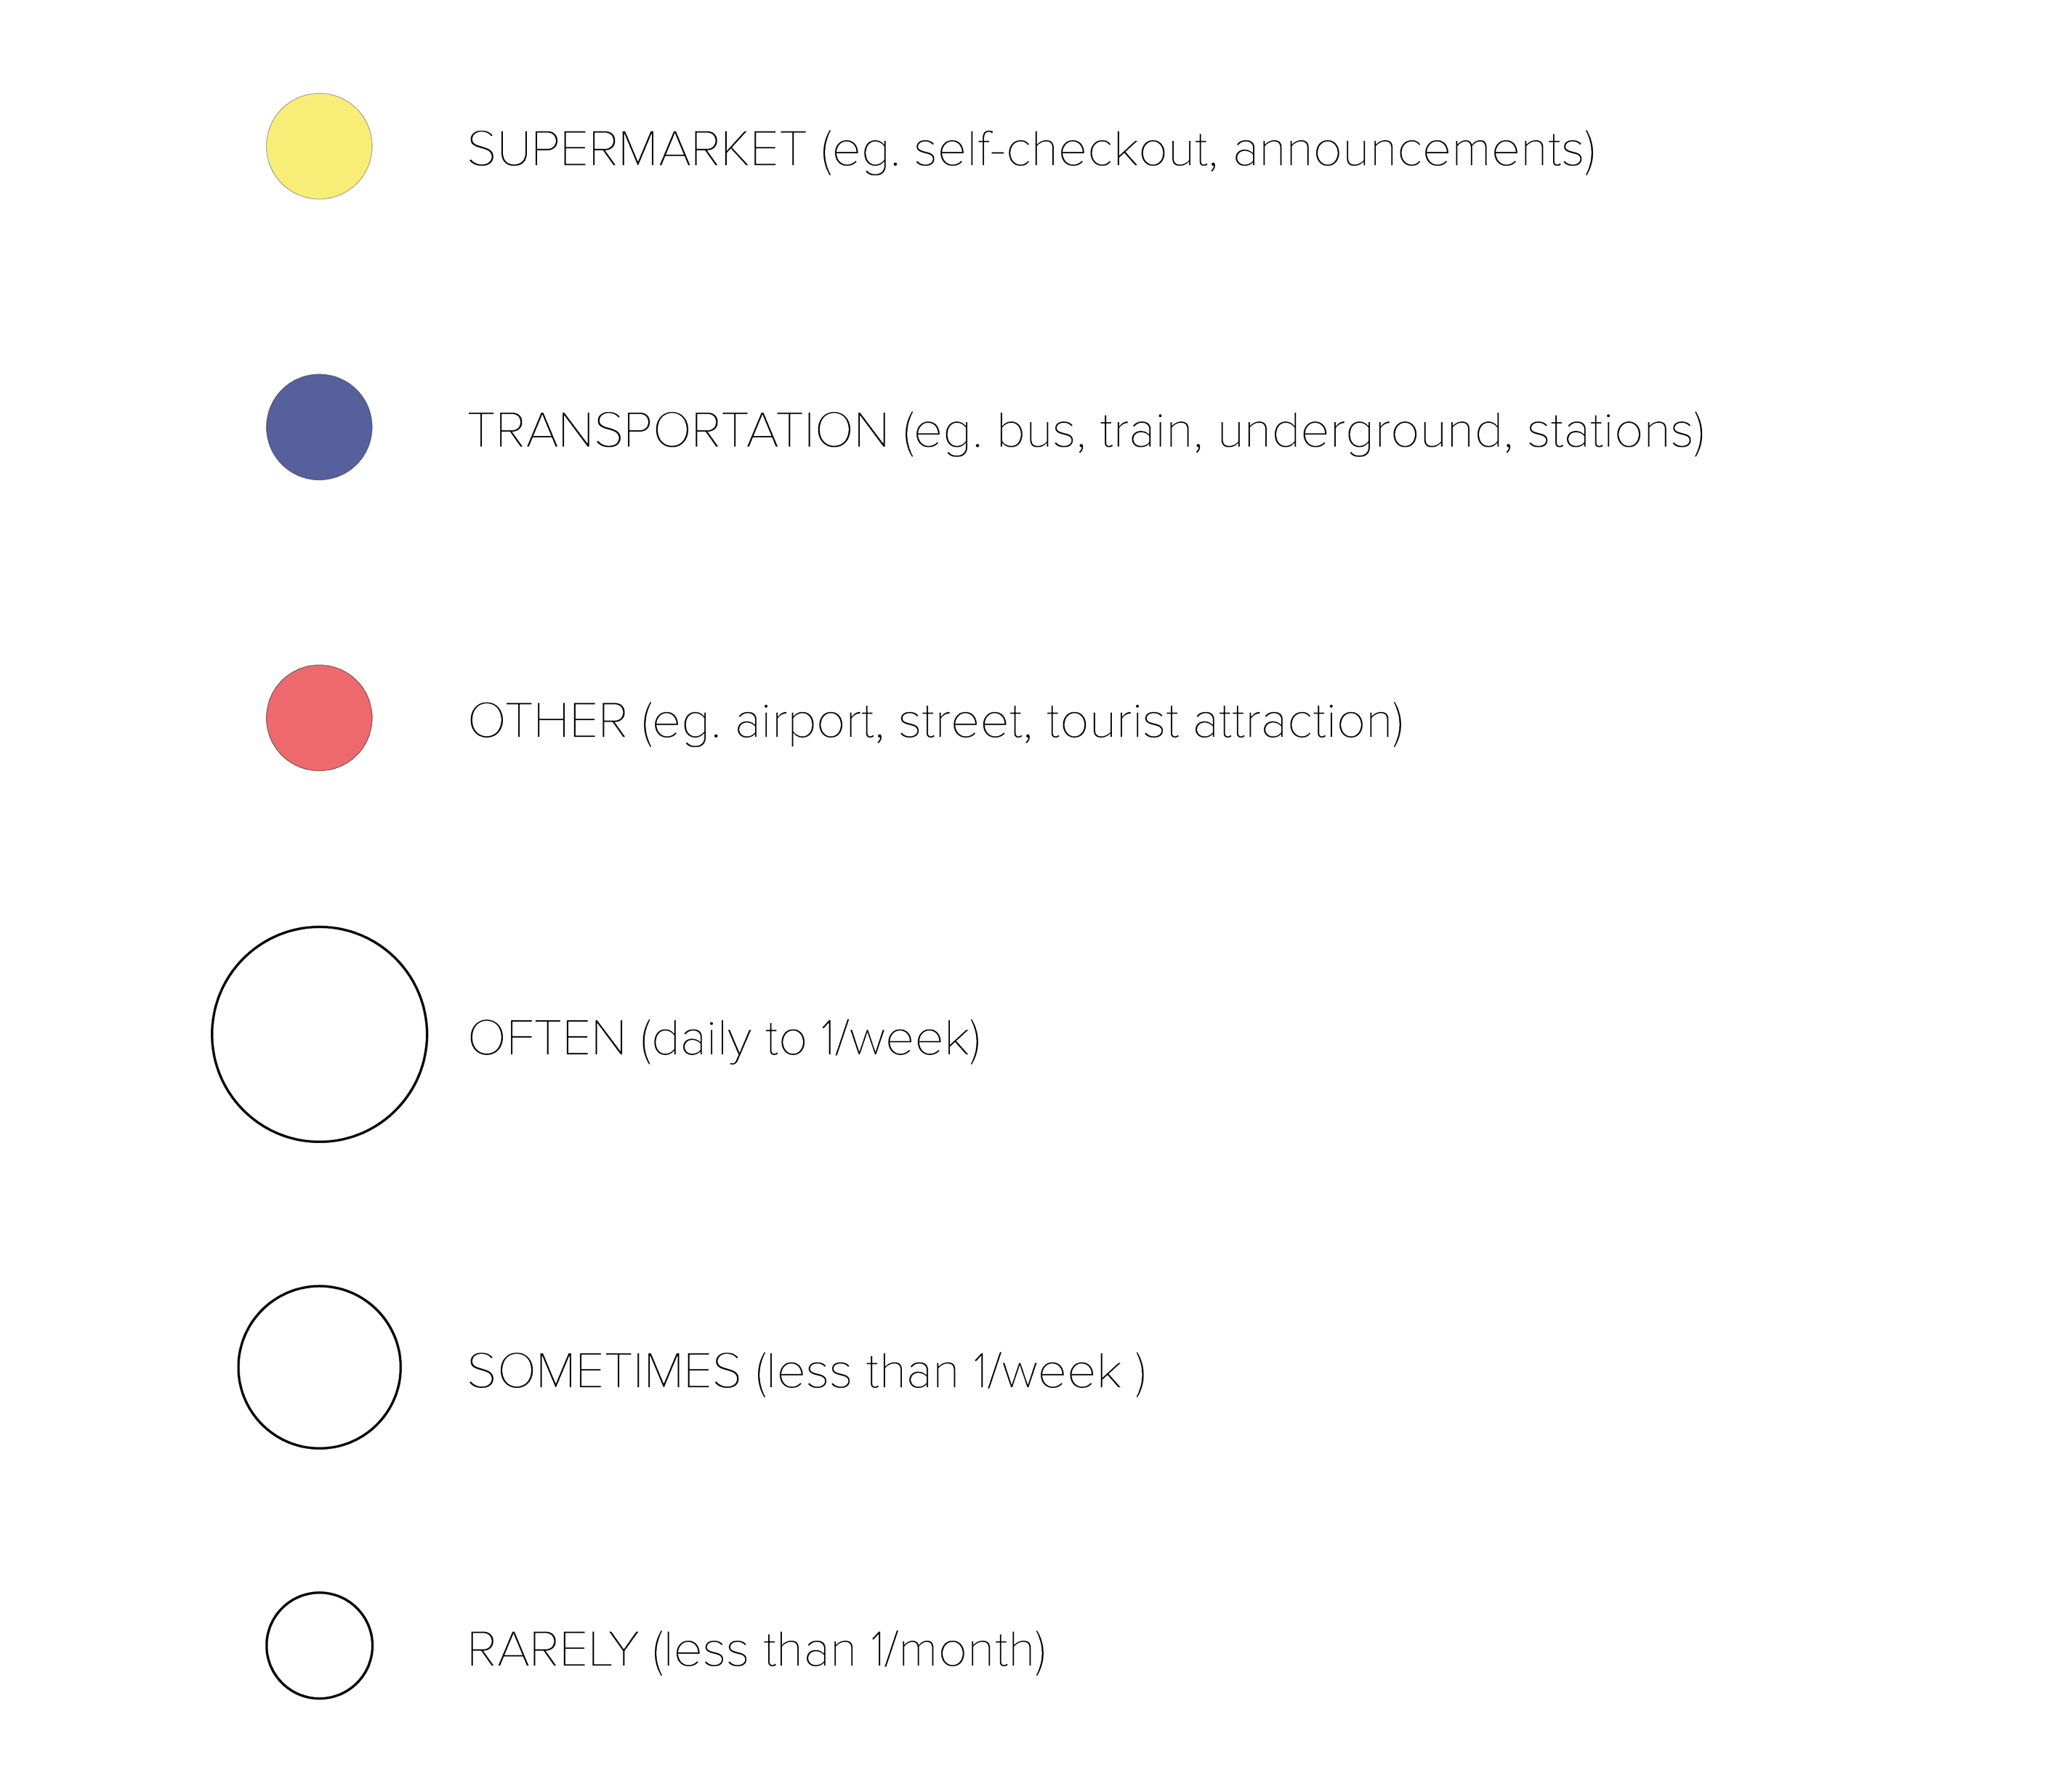 SUPERMARKET (eg. self-checkout, announcements)
TRANSPORTATION (eg. bus, train, underground, stations)
OTHER (eg. airport, street, tourist attraction)
OFTEN (daily to 1/week)
SOMETIMES (less than 1/week )
RARELY (less than 1/month)